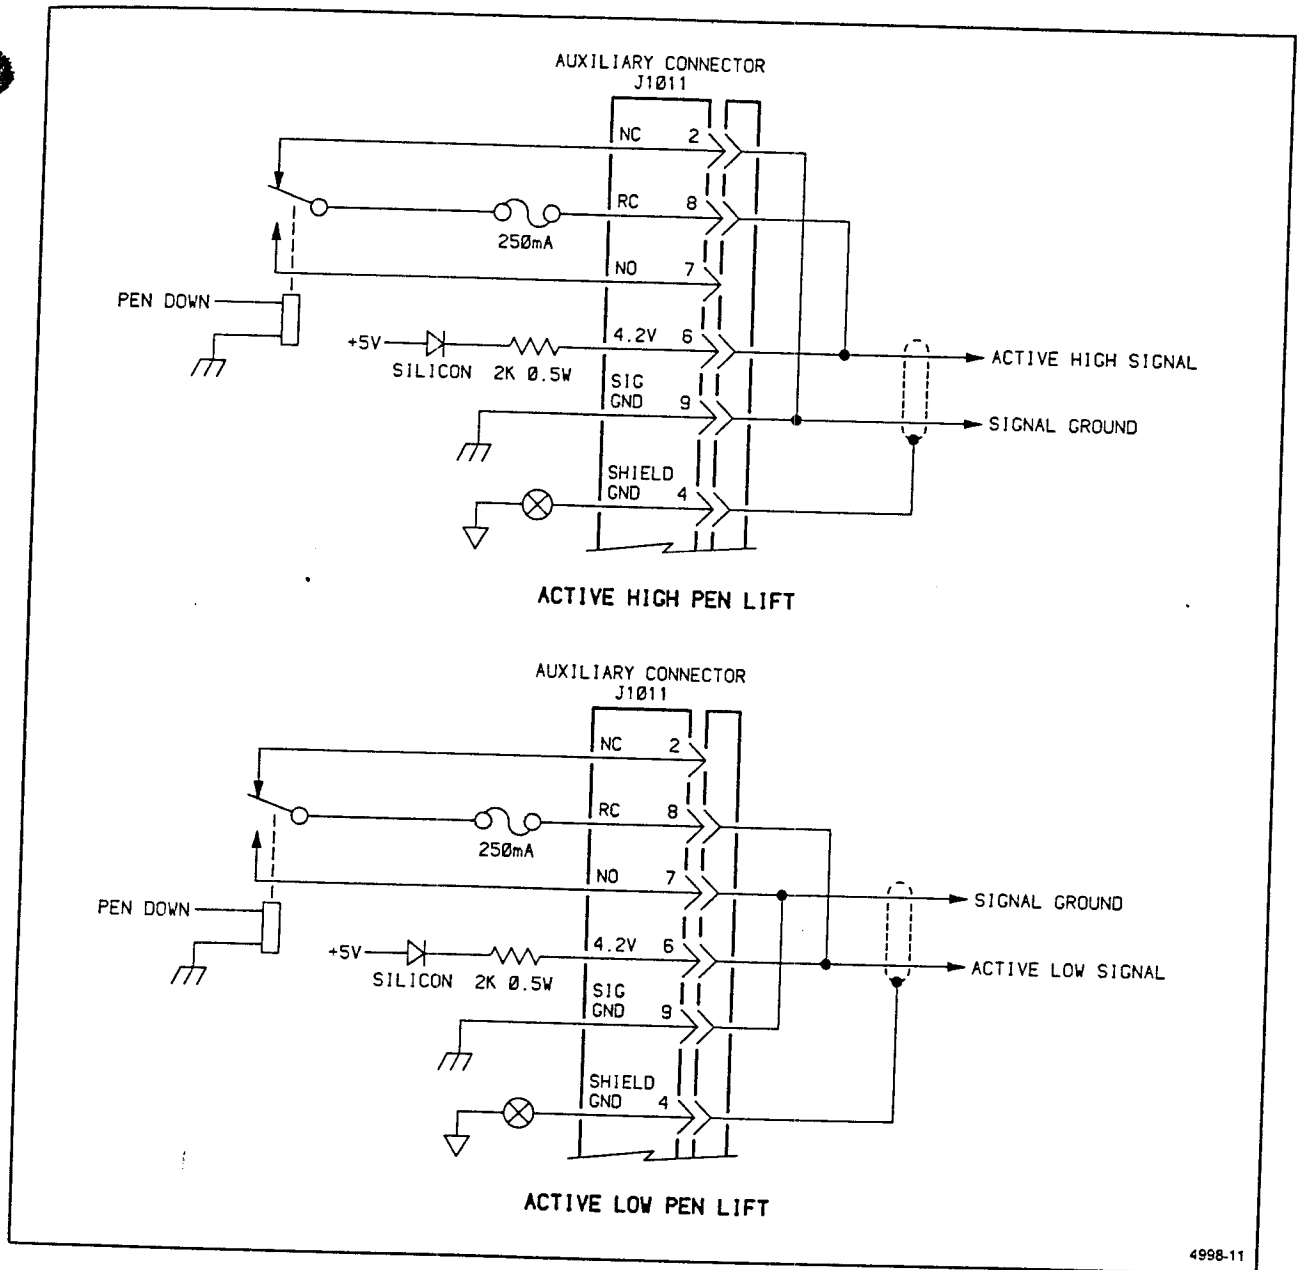 AUXILIARY CONNECTOR
J1011
NC 2
RC 8
250mA
NO 7
PEN DOWN
+5V
SILICON 2K 0.5W
4.2V 6
ACTIVE HIGH SIGNAL
SIG
GND 9
SIGNAL GROUND
SHIELD
GND 4
ACTIVE HIGH PEN LIFT
AUXILIARY CONNECTOR
J1011
NC 2
RC 8
250mA
NO 7
SIGNAL GROUND
PEN DOWN
+5V
SILICON 2K 0.5W
4.2V 6
ACTIVE LOW SIGNAL
SIG
GND 9
SHIELD
GND 4
ACTIVE LOW PEN LIFT
4998-11